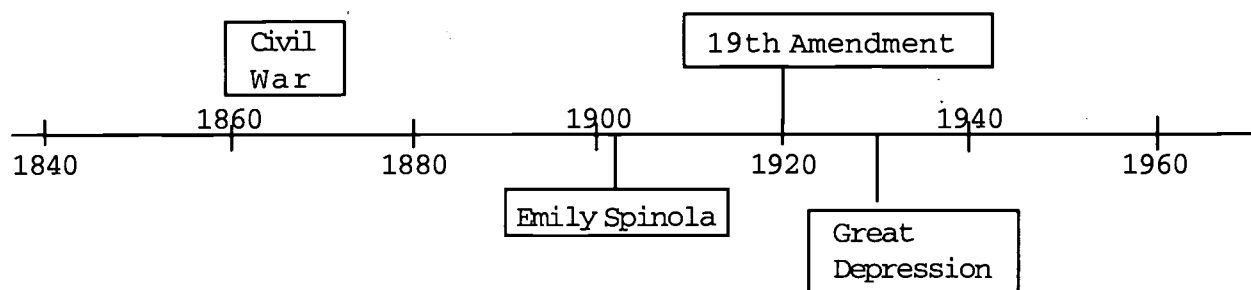 Civil
War
19th Amendment
1860
1900
1940
1840
1880
1920
1960
Emily Spinola
Great
Depression